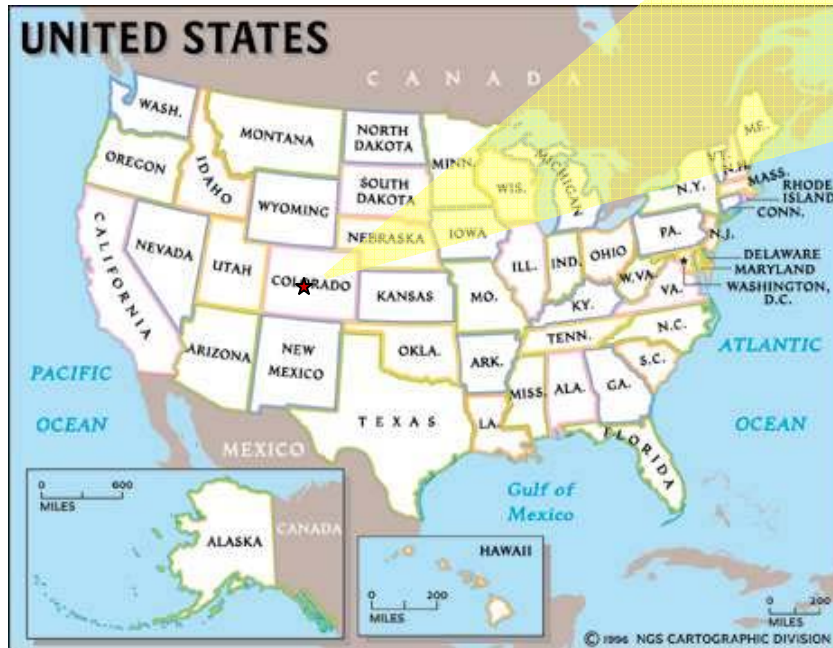 UNITED STATES
CANADA
WASH.
MONTANA
NORTH
DAKOTA
MINN.
MICHIGAN
VT.
ME.
OREGON
IDAHO
SOUTH
DAKOTA
WIS.
N.H.
MASS.
WYOMING
N.Y.
RHODE
ISLAND
CONN.
CALIFORNIA
NEVADA
UTAH
NEBRASKA
IOWA
PA.
N.J.
COLORADO
ILL.
IND.
OHIO
W.VA.
DELAWARE
MARYLAND
WASHINGTON,
D.C.
KANSAS
MO.
KY.
VA.
ARIZONA
NEW
MEXICO
OKLA.
ARK.
TENN.
N.C.
S.C.
PACIFIC
OCEAN
ATLANTIC
OCEAN
TEXAS
LA.
MISS.
ALA.
GA.
FLORIDA
MEXICO
Gulf of
Mexico
0 600
MILES
ALASKA
CANADA
HAWAII
0 200
MILES
0 200
MILES
© 1996 NGS CARTOGRAPHIC DIVISION